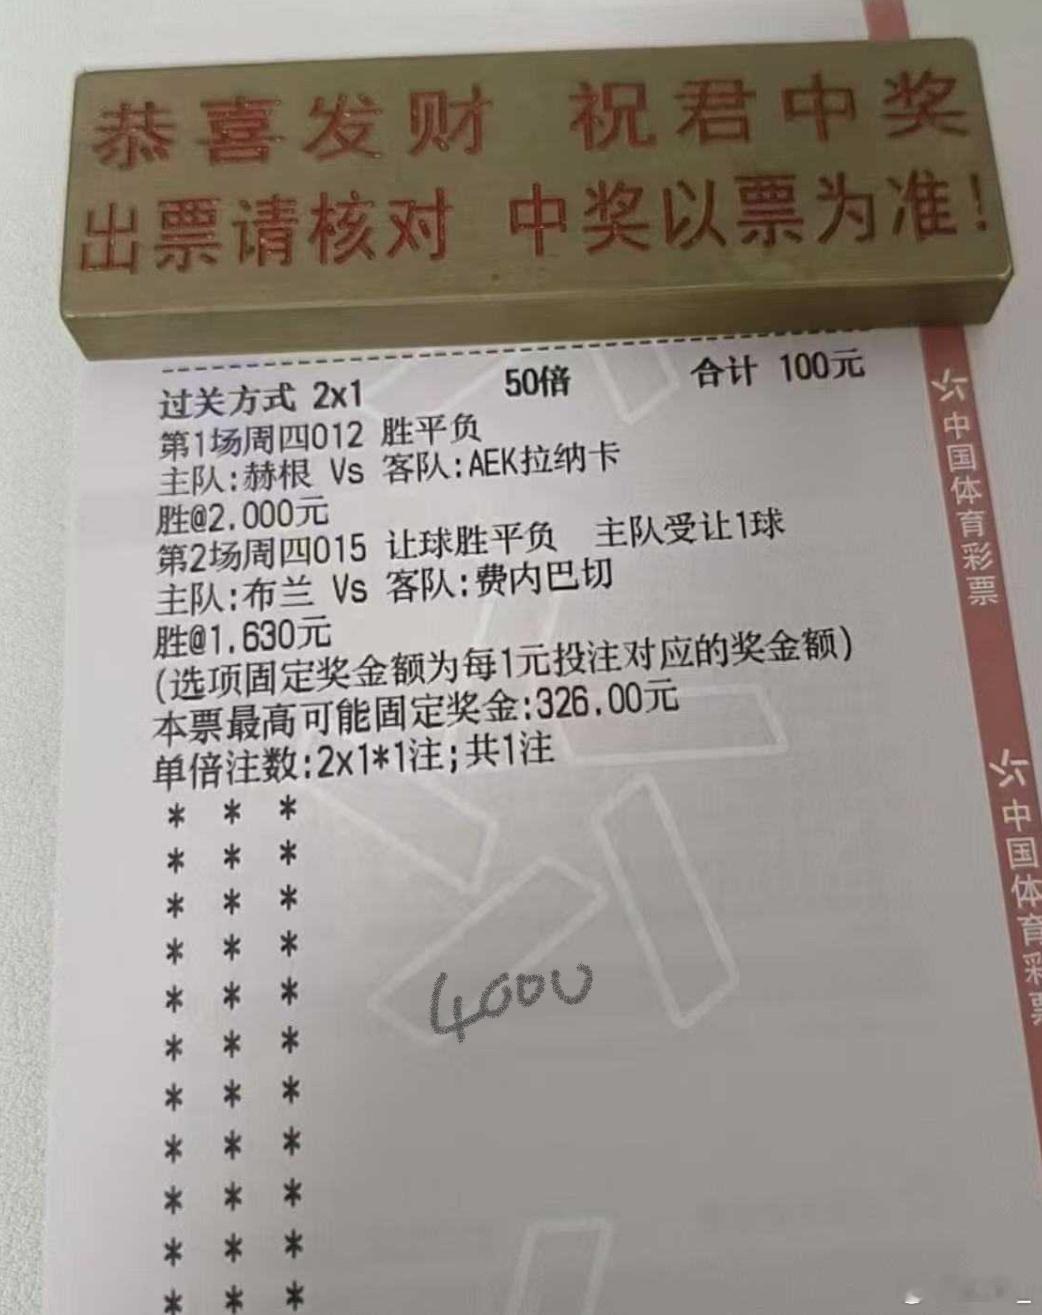 恭喜发财 祝君中奖
出票请核对 中奖以票为准!
过关方式 2x1 50倍 合计 100元
第1场周四012 胜平负
主队:赫根 Vs 客队:AEK拉纳卡
胜@2.000元
第2场周四015 让球胜平负 主队受让1球
主队:布兰 Vs 客队:费内巴切
胜@1.630元
(选项固定奖金额为每1元投注对应的奖金额)
本票最高可能固定奖金:326.00元
单倍注数:2x1*1注;共1注
* * *
* * *
* * *
* * *
* * *
* * *
* * *
* * *
* * *
* * *
* * *
4000
中国体育彩票
中国体育彩票